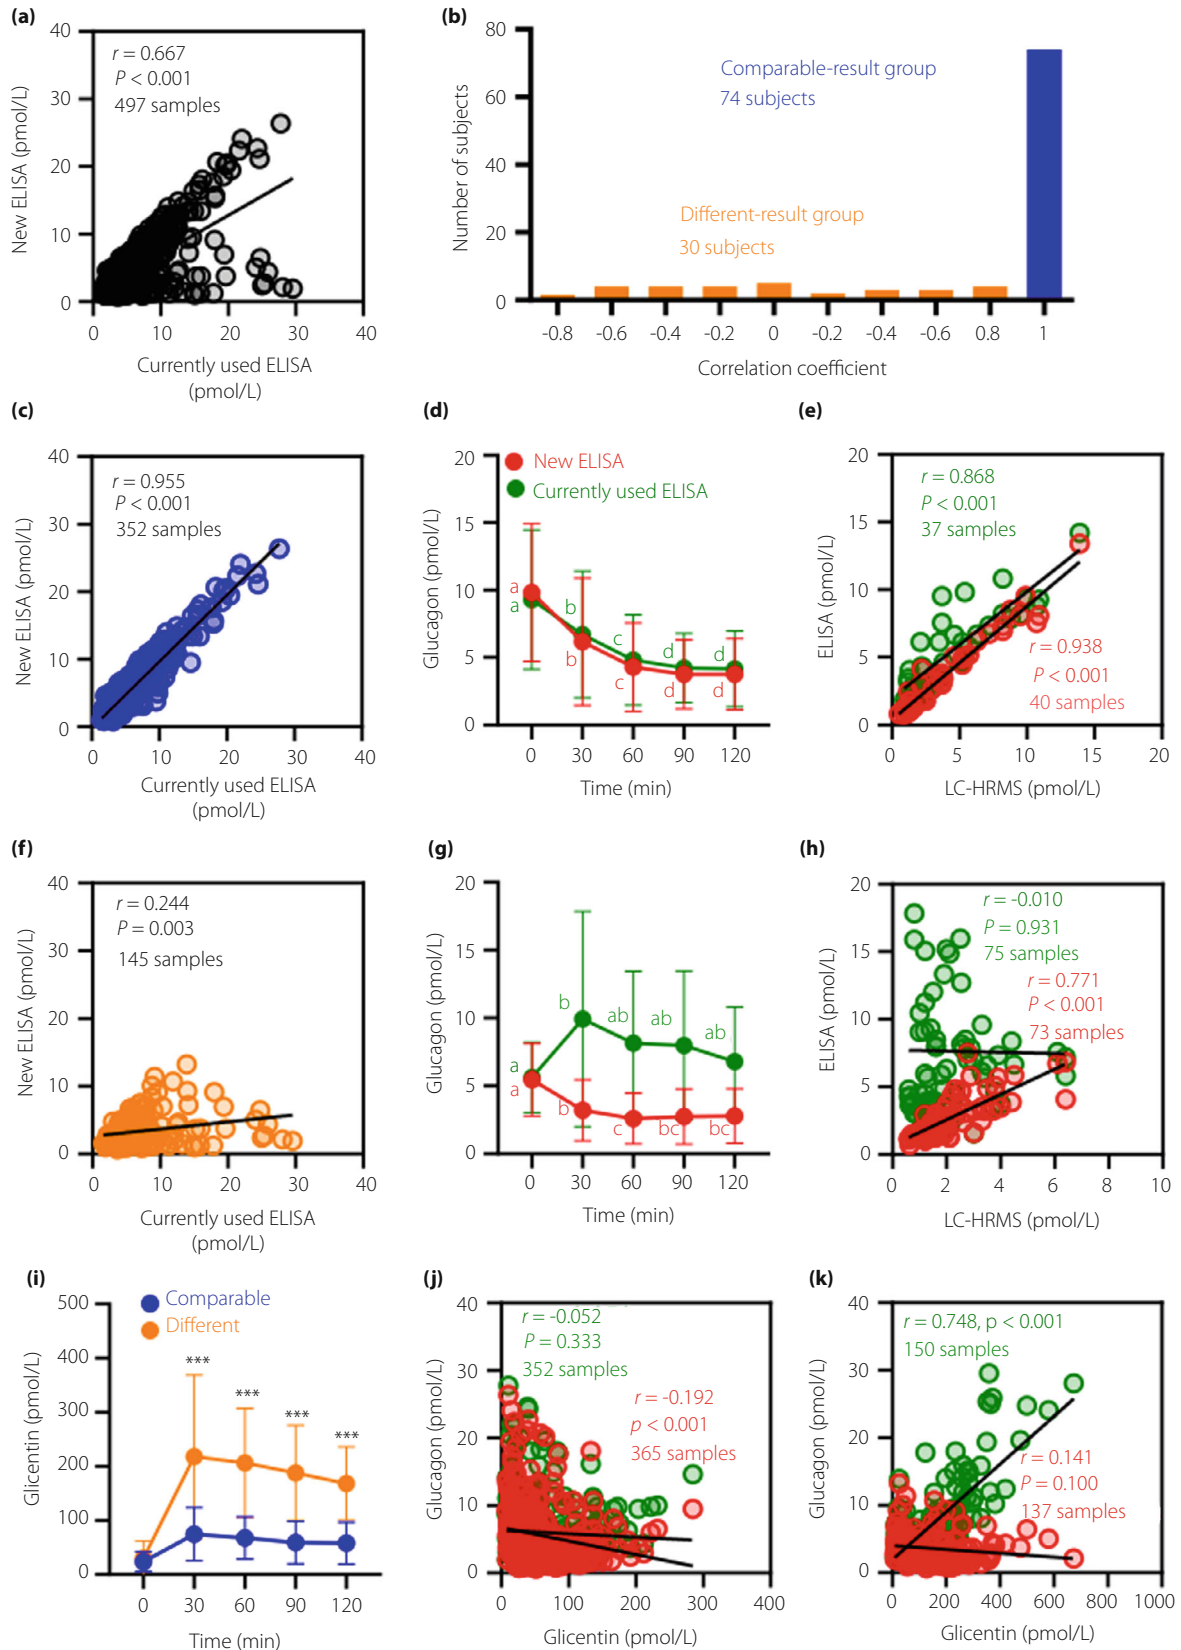 (a)
40
30
20
10
0
New ELISA (pmol/L)
r = 0.667
P < 0.001
497 samples
0 10 20 30 40
Currently used ELISA
(pmol/L)
(b)
80
60
40
20
0
Number of subjects
Comparable-result group
74 subjects
Different-result group
30 subjects
-0.8 -0.6 -0.4 -0.2 0 -0.2 -0.4 -0.6 0.8 1
Correlation coefficient
(c)
40
30
20
10
0
New ELISA (pmol/L)
r = 0.955
P < 0.001
352 samples
0 10 20 30 40
Currently used ELISA
(pmol/L)
(d)
20
15
10
5
0
Glucagon (pmol/L)
New ELISA
Currently used ELISA
a
a
b
b
c
c
d
d
d
d
0 30 60 90 120
Time (min)
(e)
20
15
10
5
0
ELISA (pmol/L)
r = 0.868
P < 0.001
37 samples
r = 0.938
P < 0.001
40 samples
0 5 10 15 20
LC-HRMS (pmol/L)
(f)
40
30
20
10
0
New ELISA (pmol/L)
r = 0.244
P = 0.003
145 samples
0 10 20 30 40
Currently used ELISA
(pmol/L)
(g)
20
15
10
5
0
Glucagon (pmol/L)
a
b
ab
ab
ab
a
b
c
bc
bc
0 30 60 90 120
Time (min)
(h)
20
15
10
5
0
ELISA (pmol/L)
r = -0.010
P = 0.931
75 samples
r = 0.771
P < 0.001
73 samples
0 2 4 6 8 10
LC-HRMS (pmol/L)
(i)
500
400
300
200
100
0
Glicentin (pmol/L)
Comparable
Different
***
***
***
***
0 30 60 90 120
Time (min)
(j)
40
30
20
10
0
Glucagon (pmol/L)
r = -0.052
P = 0.333
352 samples
r = -0.192
p < 0.001
365 samples
0 100 200 300 400
Glicentin (pmol/L)
(k)
40
30
20
10
0
Glucagon (pmol/L)
r = 0.748, p < 0.001
150 samples
r = 0.141
P = 0.100
137 samples
0 200 400 600 800 1000
Glicentin (pmol/L)